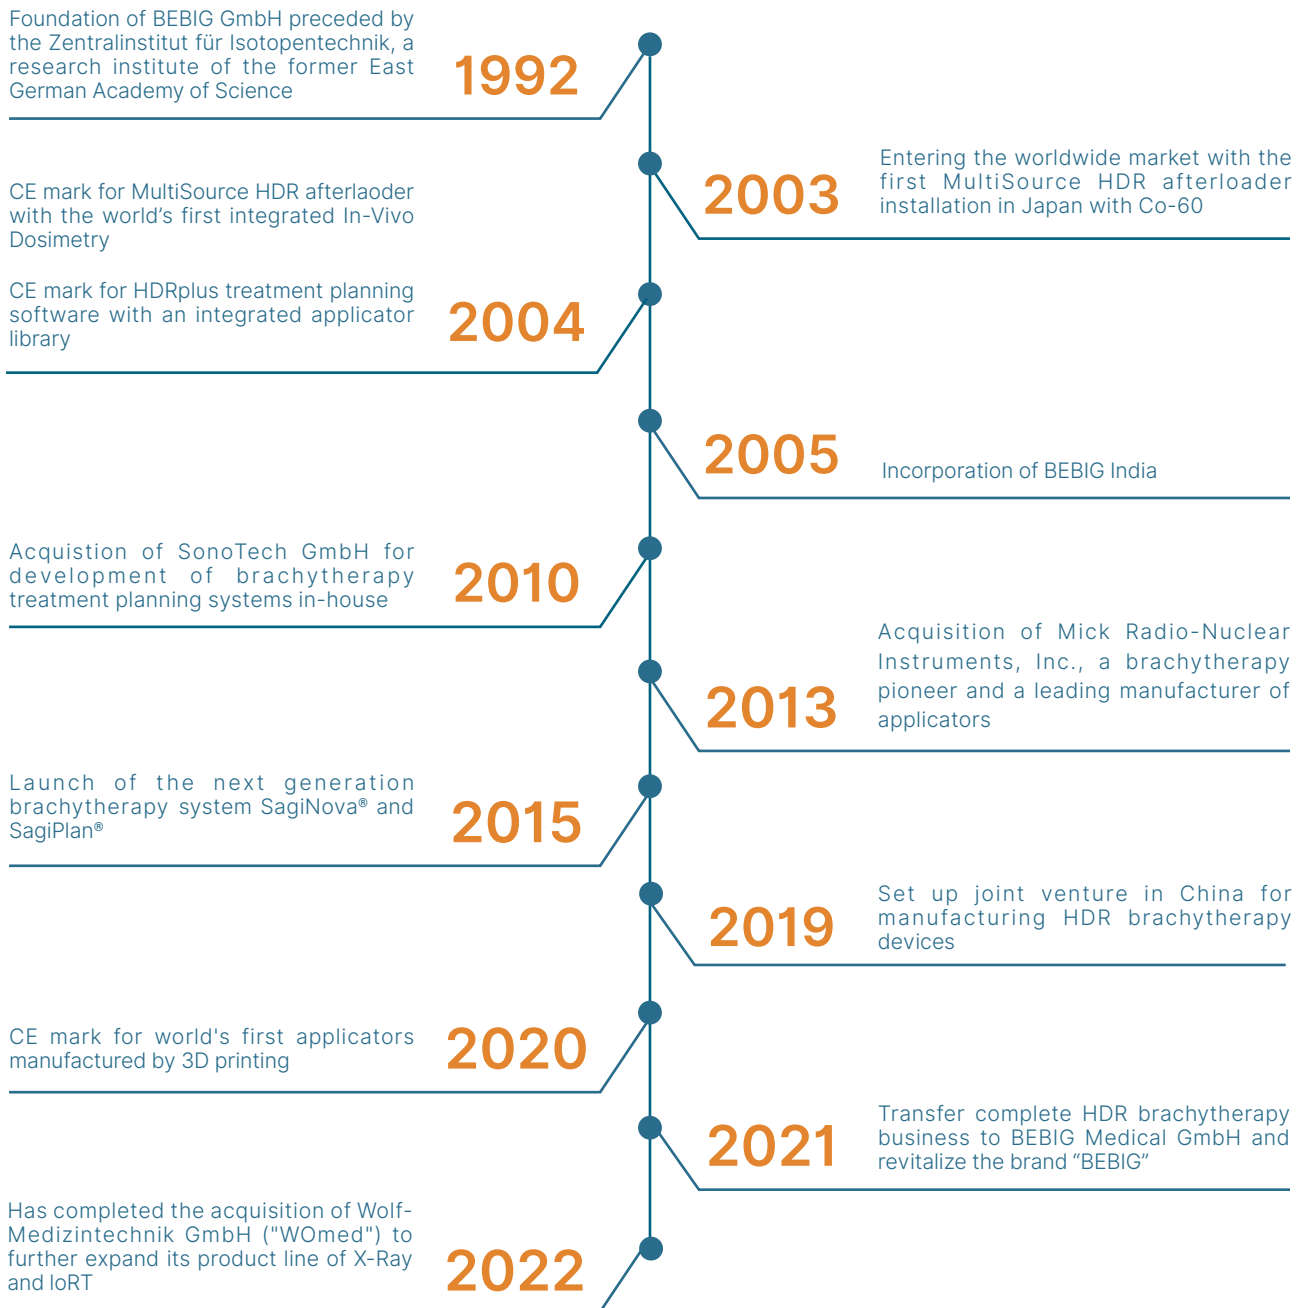 Foundation of BEBIG GmbH preceded by
the Zentralinstitut für Isotopentechnik, a
research institute of the former East
German Academy of Science
1992
Entering the worldwide market with the
first MultiSource HDR afterloader
installation in Japan with Co-60
2003
CE mark for MultiSource HDR afterlaoder
with the world’s first integrated In-Vivo
Dosimetry
CE mark for HDRplus treatment planning
software with an integrated applicator
library
2004
2005
Incorporation of BEBIG India
Acquistion of SonoTech GmbH for
development of brachytherapy
treatment planning systems in-house
2010
Acquisition of Mick Radio-Nuclear
Instruments, Inc., a brachytherapy
pioneer and a leading manufacturer of
applicators
2013
Launch of the next generation
brachytherapy system SagiNova® and
SagiPlan®
2015
Set up joint venture in China for
manufacturing HDR brachytherapy
devices
2019
CE mark for world's first applicators
manufactured by 3D printing
2020
Transfer complete HDR brachytherapy
business to BEBIG Medical GmbH and
revitalize the brand “BEBIG”
2021
Has completed the acquisition of Wolf-
Medizintechnik GmbH ("WOmed") to
further expand its product line of X-Ray
and IoRT
2022